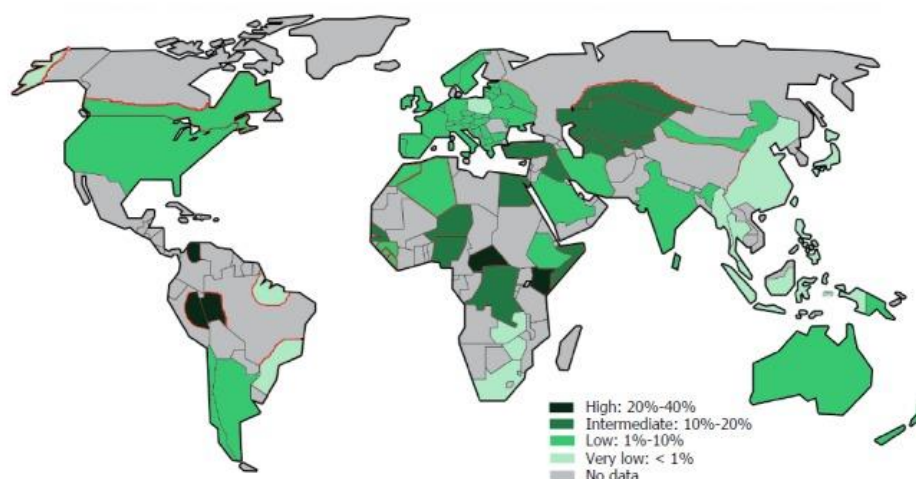 High: 20%-40%
Intermediate: 10%-20%
Low: 1%-10%
Very low: < 1%
No data